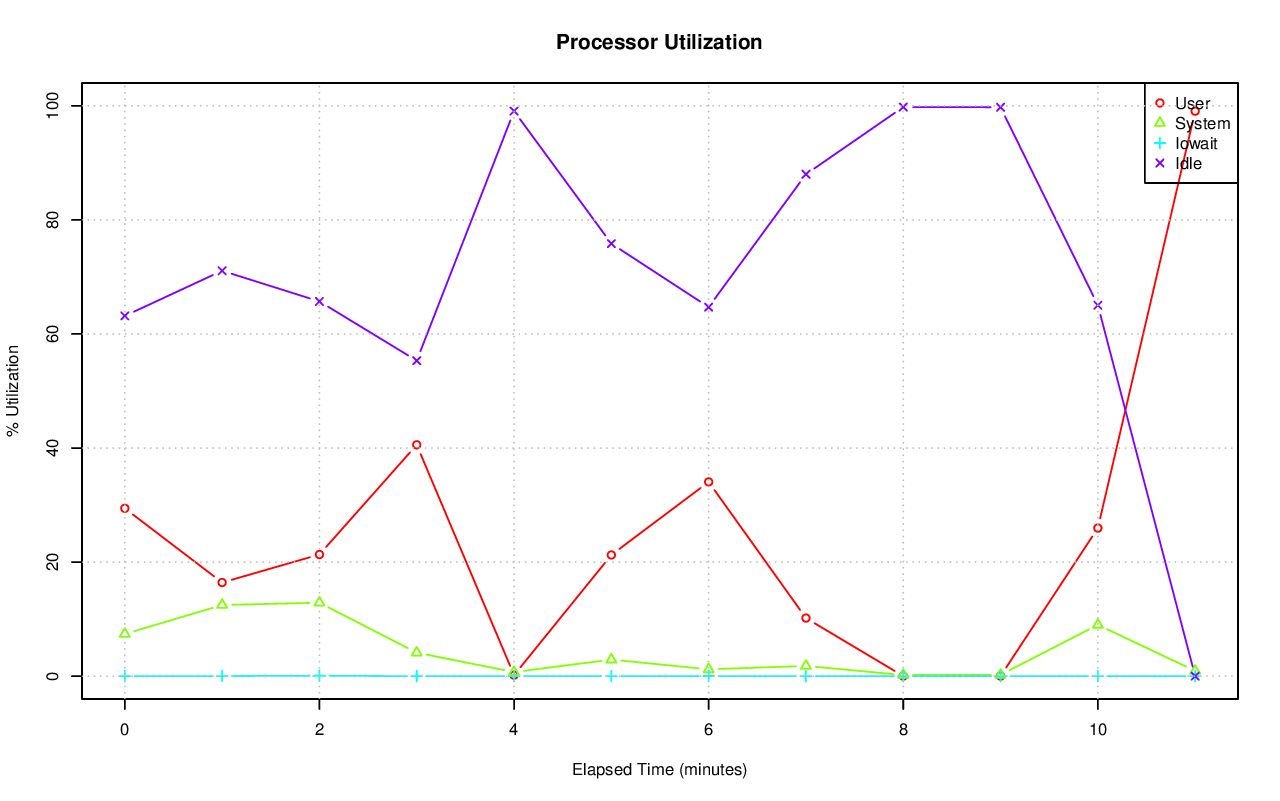 Processor Utilization
% Utilization
100
80
60
40
20
0
User
System
Iowait
Idle
0 2 4 6 8 10
Elapsed Time (minutes)